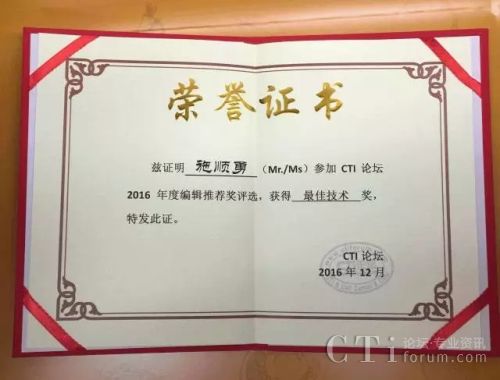 荣誉证书
兹证明 施顺勇 （Mr./Ms）参加 CTI 论坛
2016 年度编辑推荐奖评选，获得 最佳技术 奖，
特发此证。
CTI 论坛
2016 年 12 月
CTi 论坛·专业资讯
forum.com